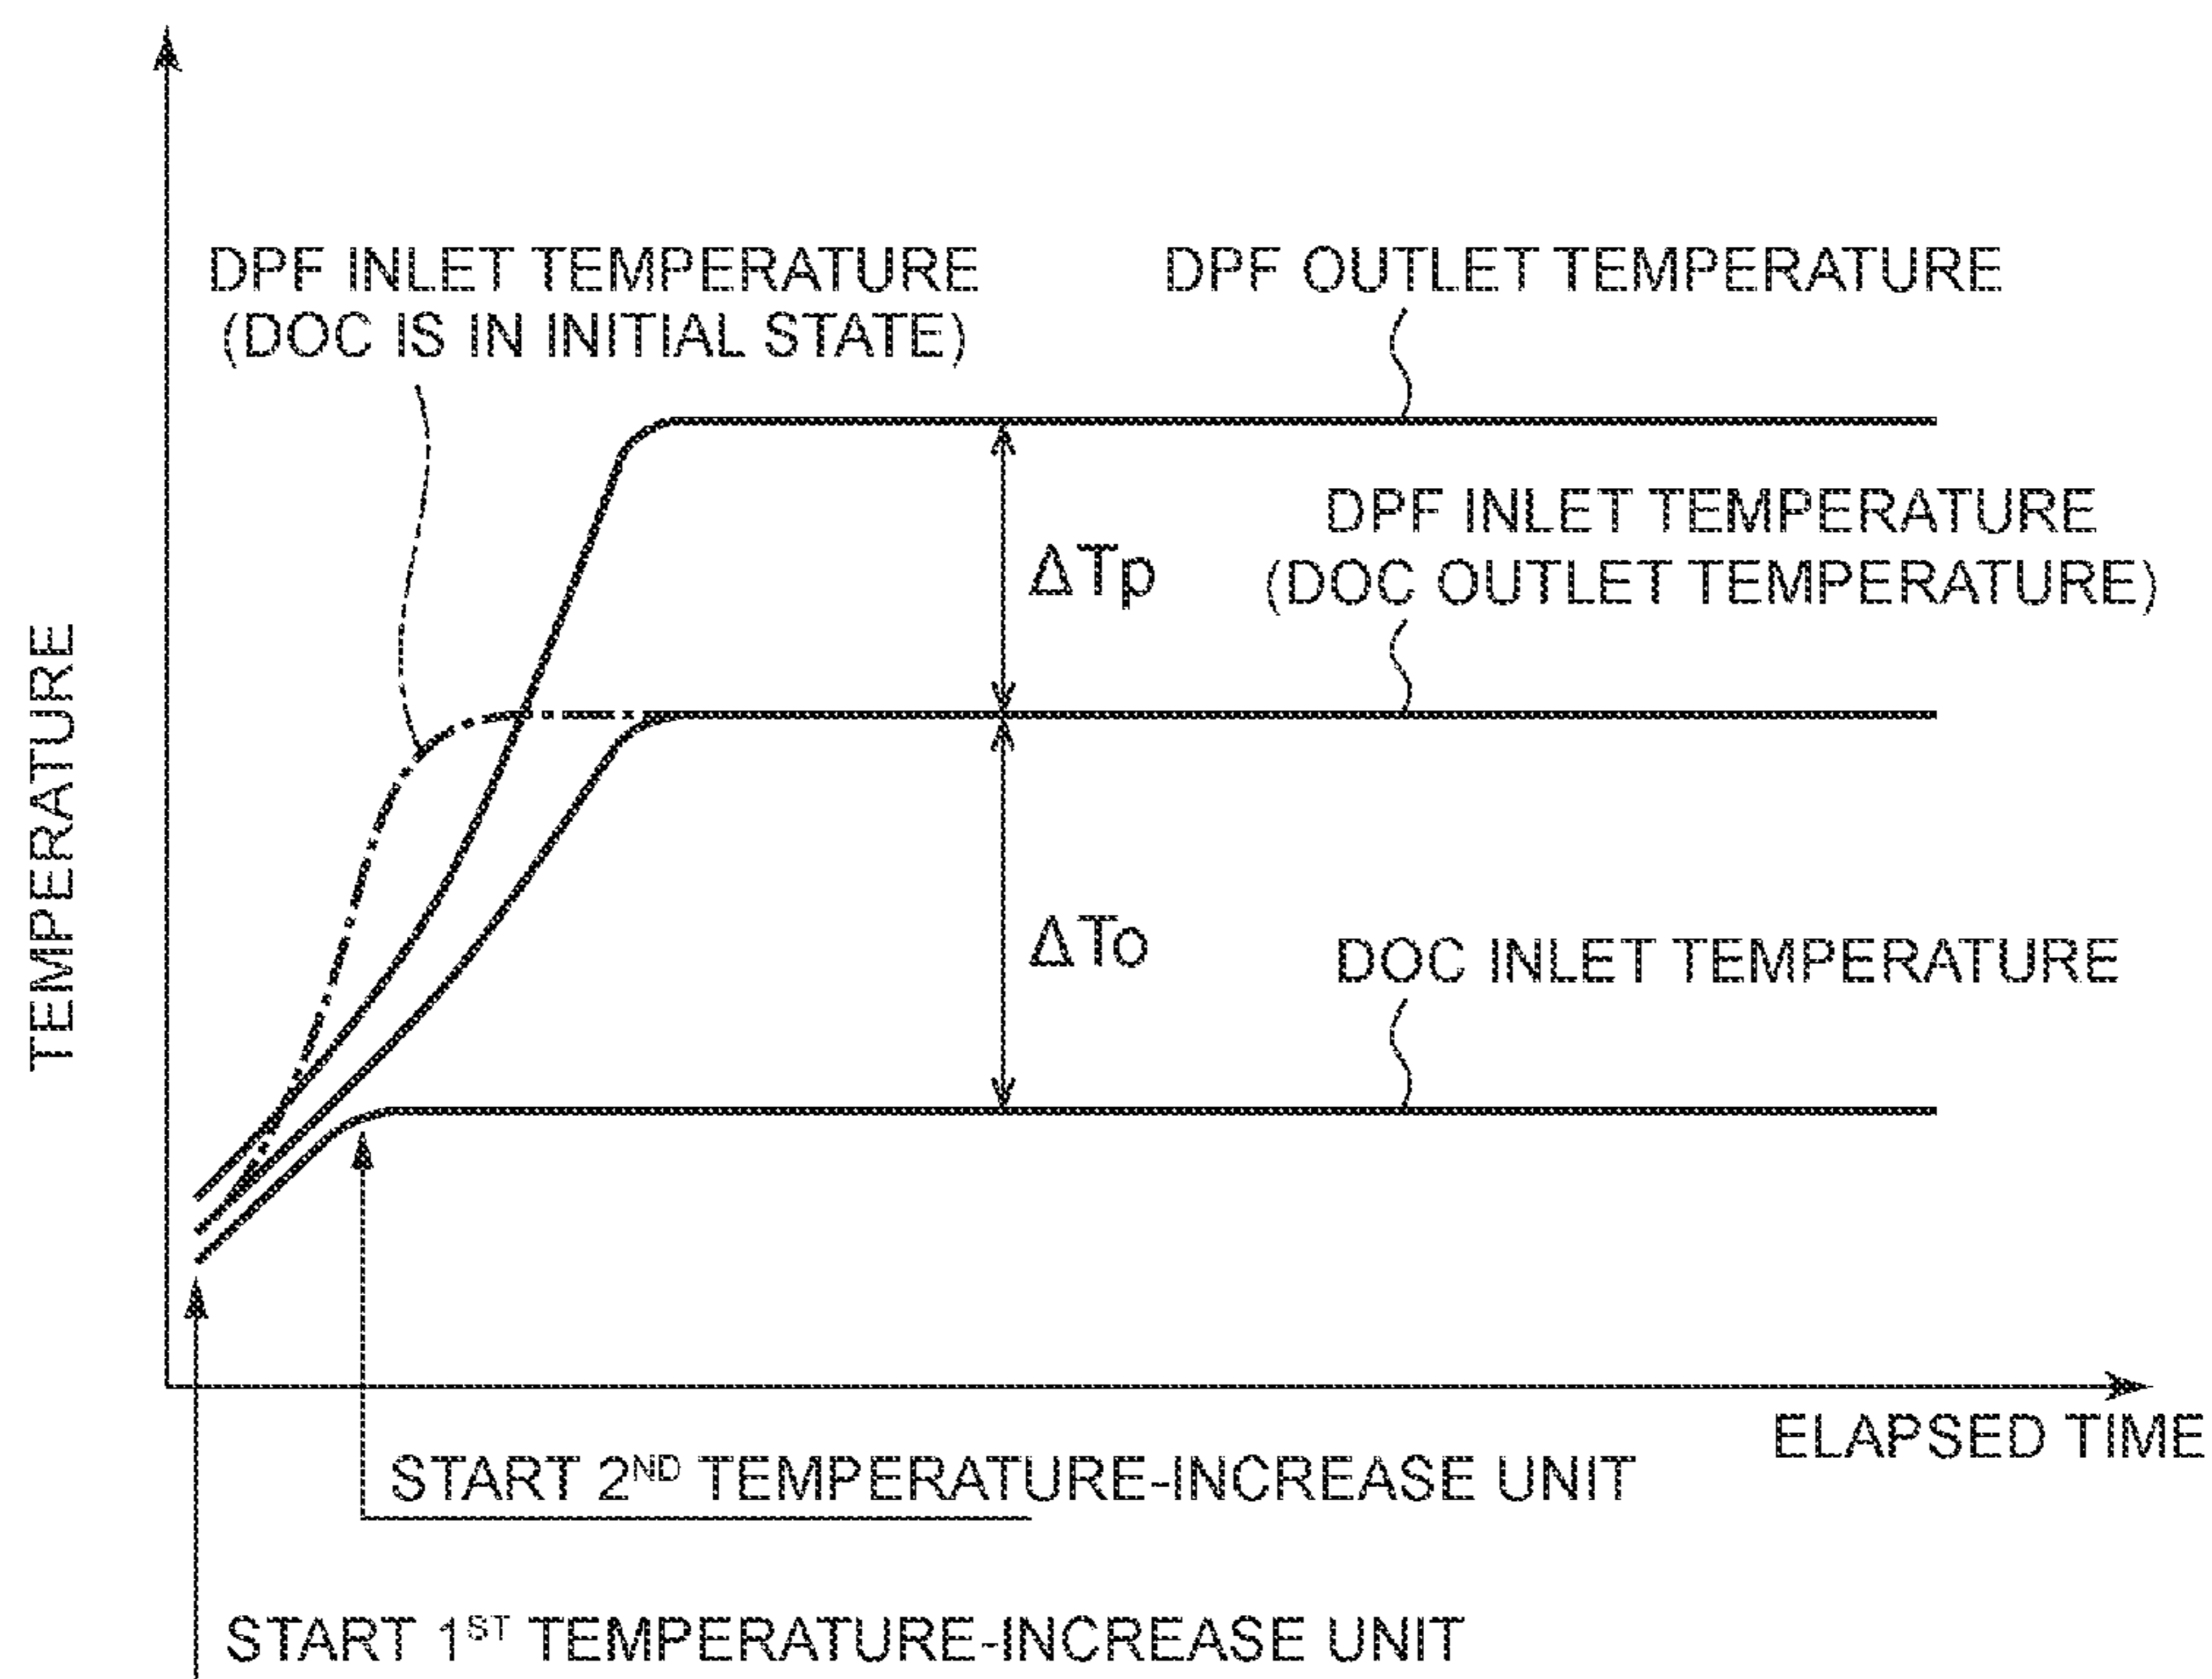 DPF INLET TEMPERATURE
(DOC IS IN INITIAL STATE)
DPF OUTLET TEMPERATURE
DPF INLET TEMPERATURE
(DOC OUTLET TEMPERATURE)
ΔTp
TEMPERATURE
ΔTo
DOC INLET TEMPERATURE
ELAPSED TIME
START 2ND TEMPERATURE-INCREASE UNIT
START 1ST TEMPERATURE-INCREASE UNIT